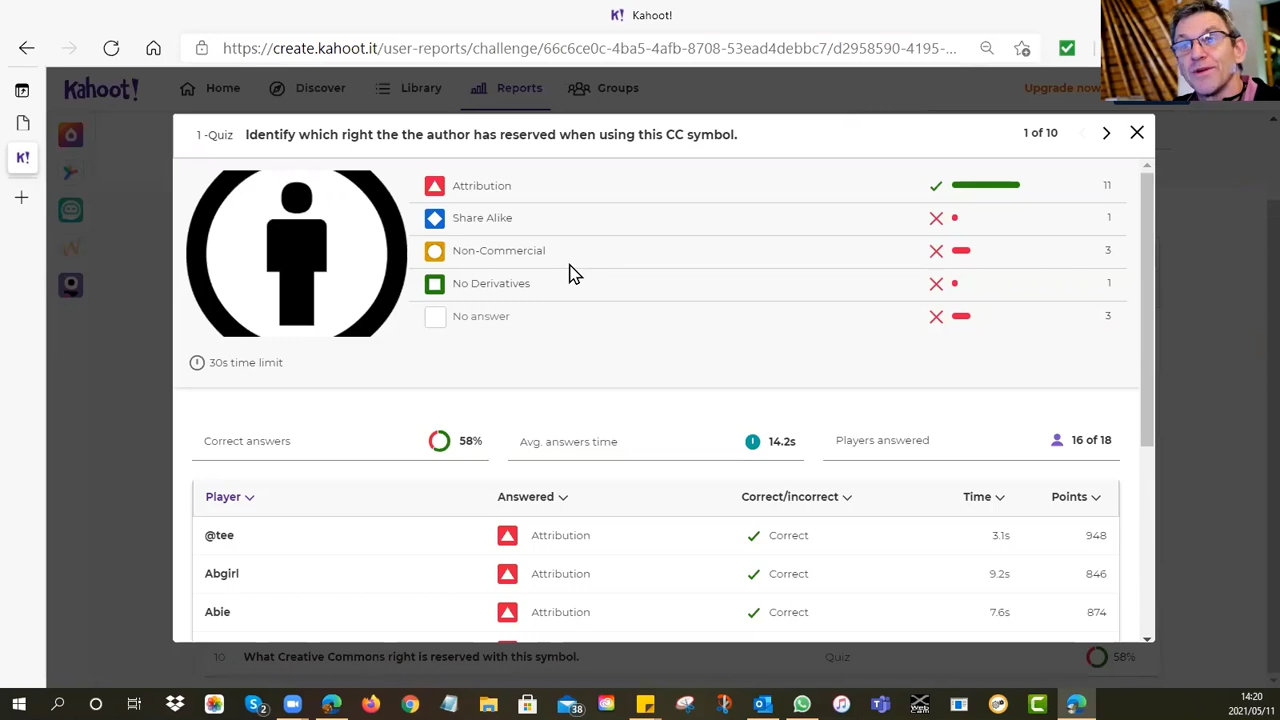 K! Kahoot!
https://create.kahoot.it/user-reports/challenge/66c6ce0c-4ba5-4afb-8708-53ead4debbc7/d2958590-4195-...
Kahoot!
Home
Discover
Library
Reports
Groups
Upgrade now
K!
1 -Quiz Identify which right the the author has reserved when using this CC symbol.
1 of 10
Attribution 11
Share Alike 1
Non-Commercial 3
No Derivatives 1
No answer 3
30s time limit
Correct answers 58%
Avg. answers time 14.2s
Players answered 16 of 18
Player Answered Correct/incorrect Time Points
@tee Attribution Correct 3.1s 948
Abgirl Attribution Correct 9.2s 846
Abie Attribution Correct 7.6s 874
10 What Creative Commons right is reserved with this symbol. Quiz 58%
2
38
14:20
2021/05/11